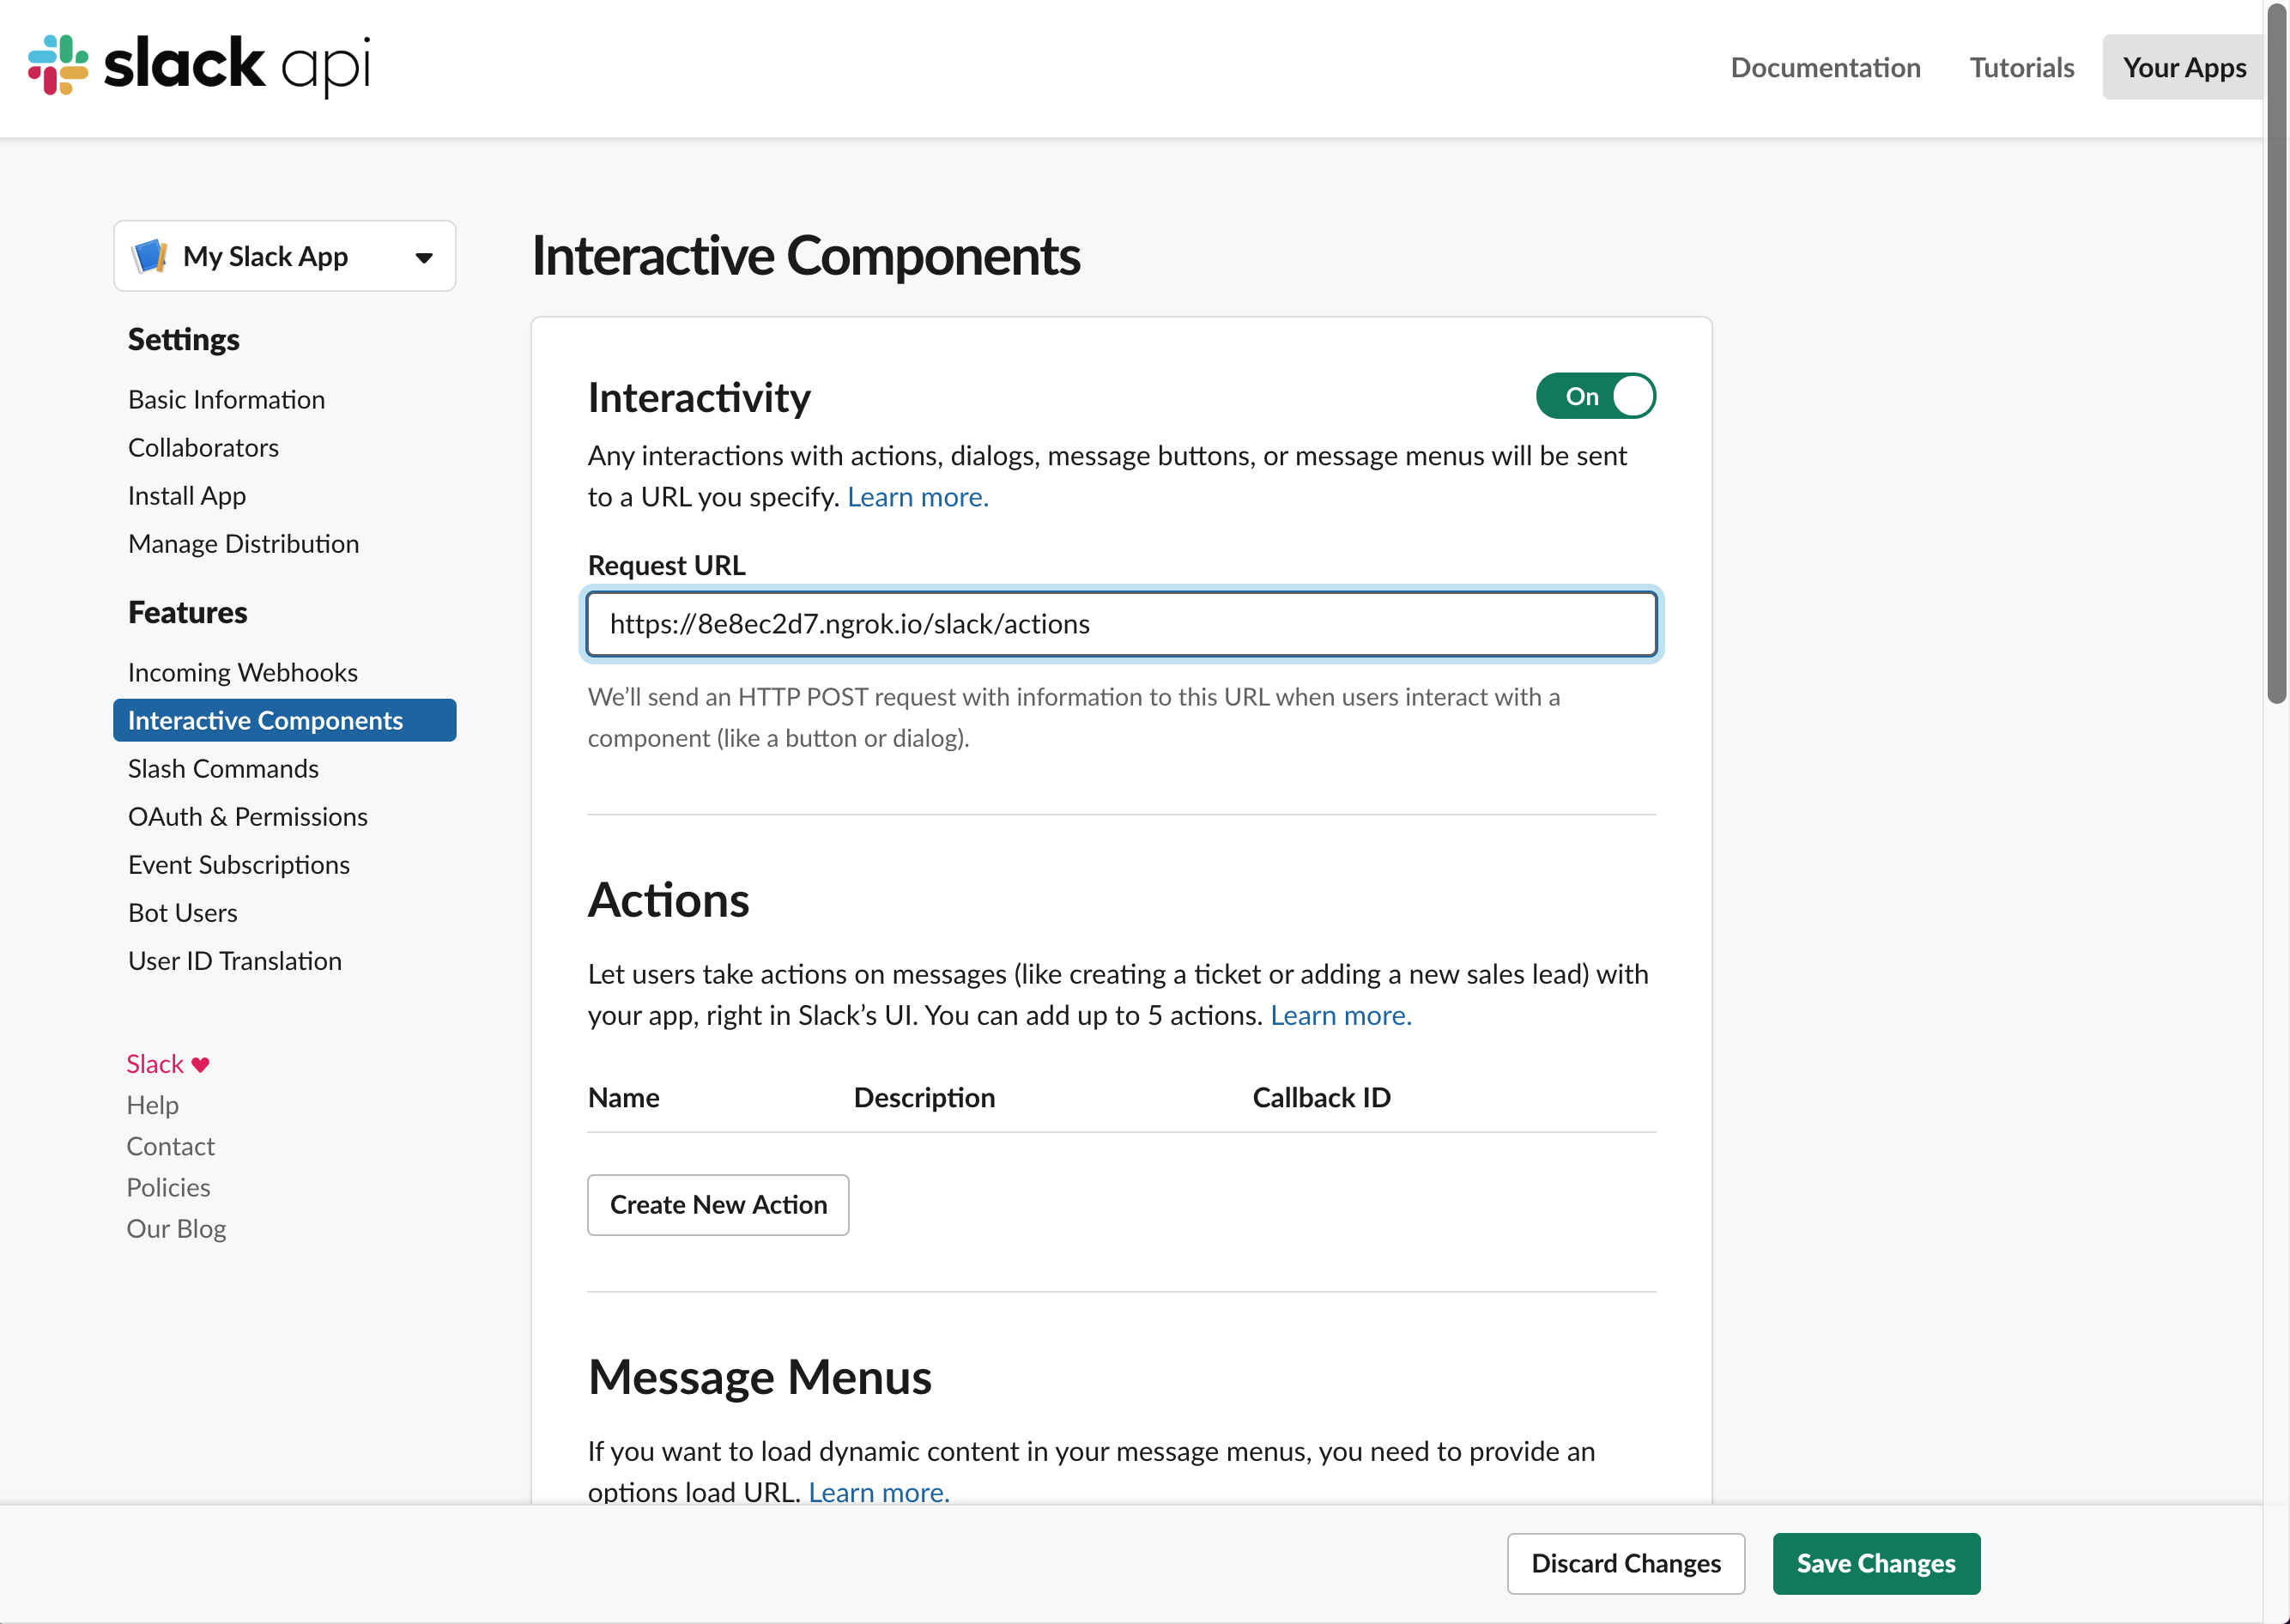 slack api
Documentation
Tutorials
Your Apps
My Slack App
Settings
Basic Information
Collaborators
Install App
Manage Distribution
Features
Incoming Webhooks
Interactive Components
Slash Commands
OAuth & Permissions
Event Subscriptions
Bot Users
User ID Translation
Slack ♥
Help
Contact
Policies
Our Blog
Interactive Components
Interactivity
On
Any interactions with actions, dialogs, message buttons, or message menus will be sent
to a URL you specify. Learn more.
Request URL
https://8e8ec2d7.ngrok.io/slack/actions
We’ll send an HTTP POST request with information to this URL when users interact with a
component (like a button or dialog).
Actions
Let users take actions on messages (like creating a ticket or adding a new sales lead) with
your app, right in Slack’s UI. You can add up to 5 actions. Learn more.
Name
Description
Callback ID
Create New Action
Message Menus
If you want to load dynamic content in your message menus, you need to provide an
options load URL. Learn more.
Discard Changes
Save Changes